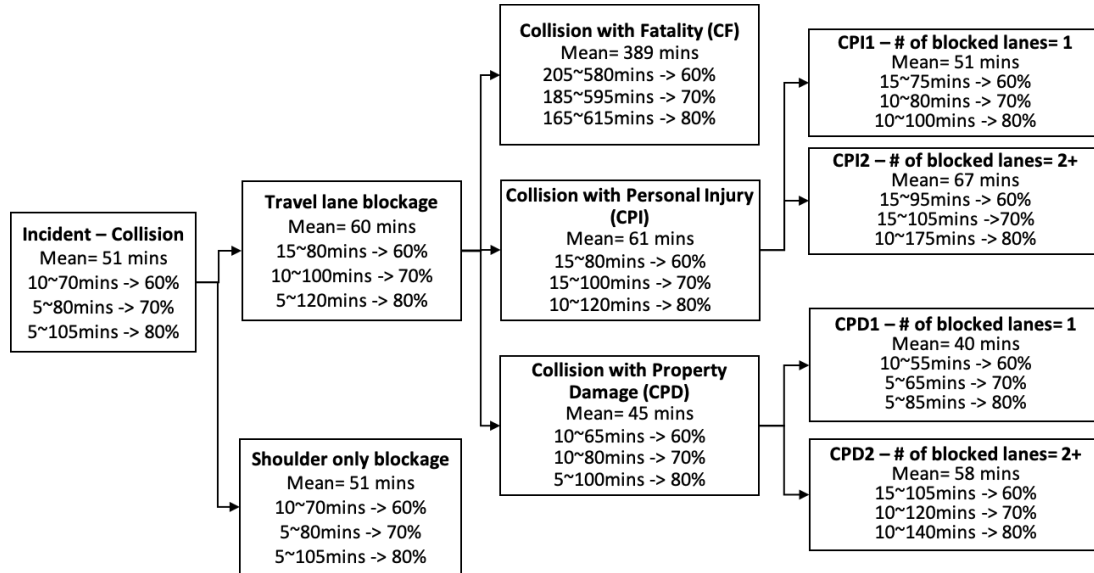 Incident – Collision
Mean= 51 mins
10~70mins -> 60%
5~80mins -> 70%
5~105mins -> 80%
Travel lane blockage
Mean= 60 mins
15~80mins -> 60%
10~100mins -> 70%
5~120mins -> 80%
Shoulder only blockage
Mean= 51 mins
10~70mins -> 60%
5~80mins -> 70%
5~105mins -> 80%
Collision with Fatality (CF)
Mean= 389 mins
205~580mins -> 60%
185~595mins -> 70%
165~615mins -> 80%
Collision with Personal Injury
(CPI)
Mean= 61 mins
15~80mins -> 60%
15~100mins -> 70%
10~120mins -> 80%
Collision with Property
Damage (CPD)
Mean= 45 mins
10~65mins -> 60%
10~80mins -> 70%
5~100mins -> 80%
CPI1 – # of blocked lanes= 1
Mean= 51 mins
15~75mins -> 60%
10~80mins -> 70%
10~100mins -> 80%
CPI2 – # of blocked lanes= 2+
Mean= 67 mins
15~95mins -> 60%
15~105mins ->70%
10~175mins -> 80%
CPD1 - # of blocked lanes= 1
Mean= 40 mins
10~55mins -> 60%
5~65mins -> 70%
5~85mins -> 80%
CPD2 – # of blocked lanes= 2+
Mean= 58 mins
15~105mins -> 60%
10~120mins -> 70%
10~140mins -> 80%